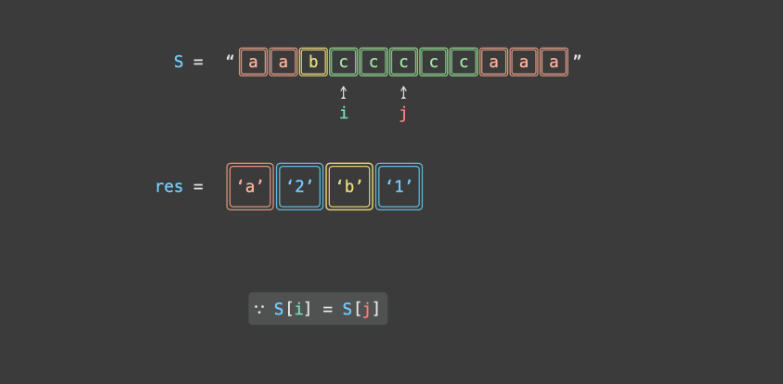 S = “ a a b c c c c c a a a ”
i j
res = ‘a’ ‘2’ ‘b’ ‘1’
∵ S[i] = S[j]